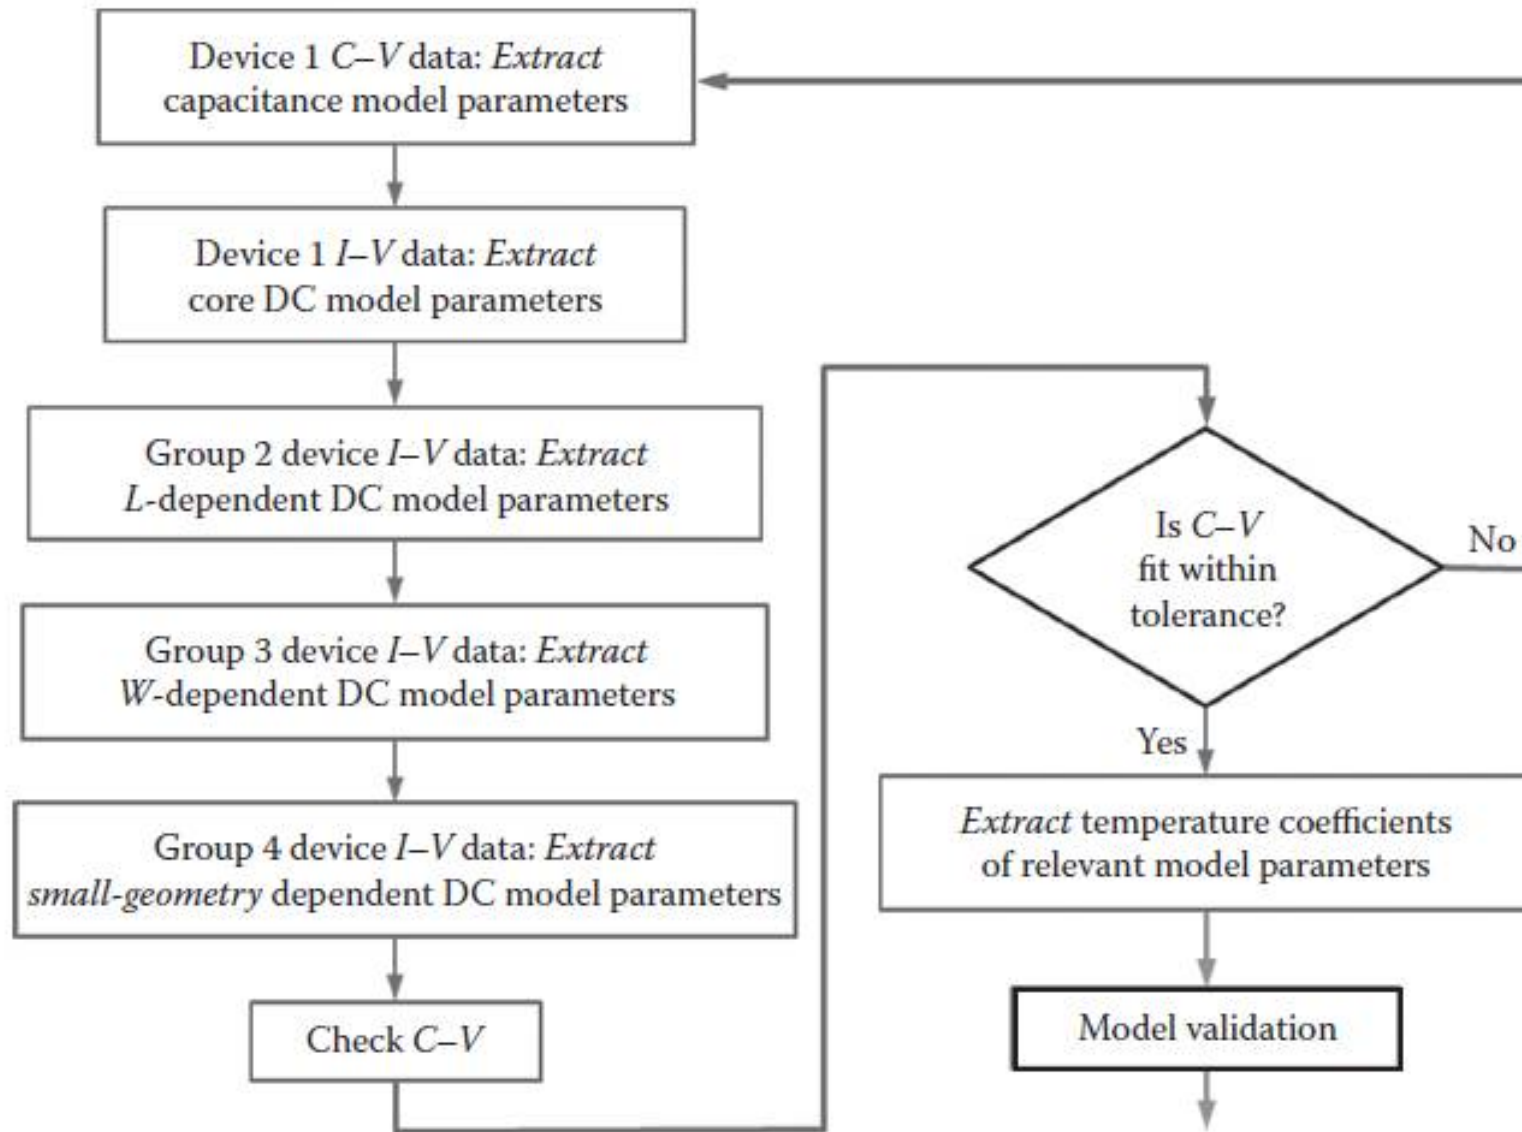 Device 1 C–V data: Extract
capacitance model parameters
Device 1 I–V data: Extract
core DC model parameters
Group 2 device I–V data: Extract
L-dependent DC model parameters
Group 3 device I–V data: Extract
W-dependent DC model parameters
Group 4 device I–V data: Extract
small-geometry dependent DC model parameters
Check C–V
Is C–V
fit within
tolerance?
No
Yes
Extract temperature coefficients
of relevant model parameters
Model validation